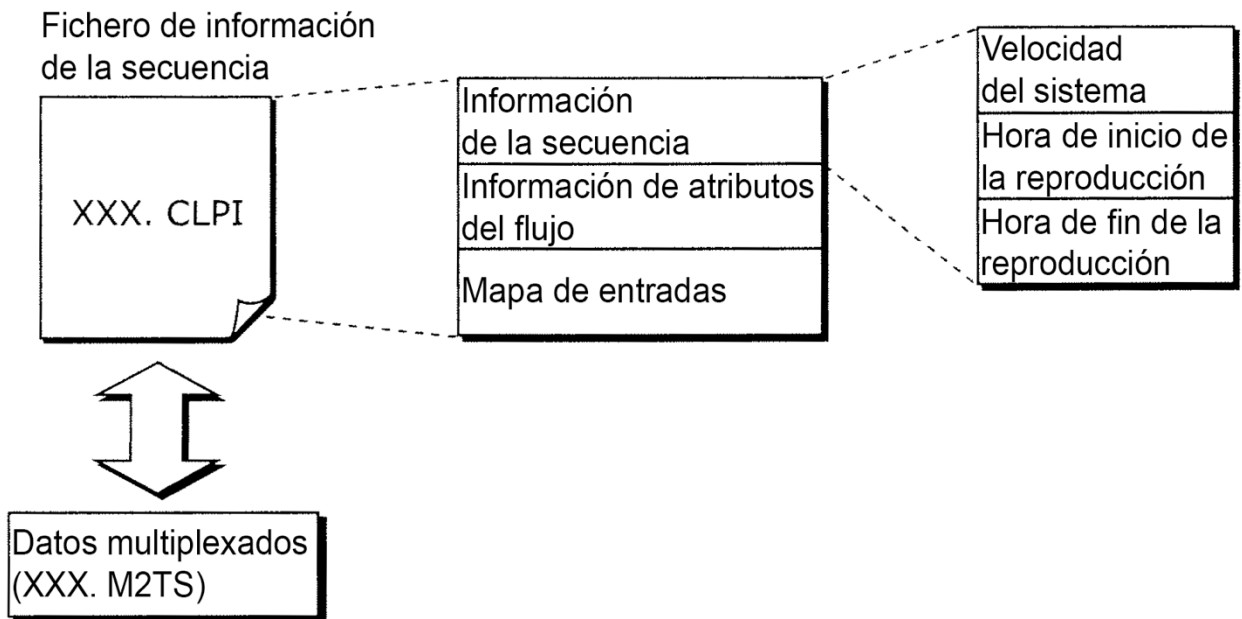 Fichero de información
de la secuencia
XXX. CLPI
Información
de la secuencia
Información de atributos
del flujo
Mapa de entradas
Velocidad
del sistema
Hora de inicio de
la reproducción
Hora de fin de la
reproducción
Datos multiplexados
(XXX. M2TS)